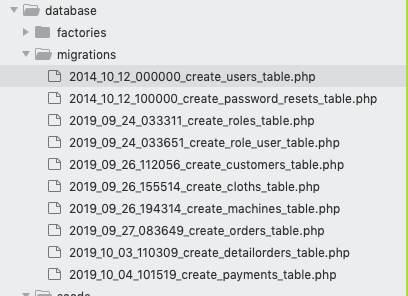 database
factories
migrations
2014_10_12_000000_create_users_table.php
2014_10_12_100000_create_password_resets_table.php
2019_09_24_033311_create_roles_table.php
2019_09_24_033651_create_role_user_table.php
2019_09_26_112056_create_customers_table.php
2019_09_26_155514_create_cloths_table.php
2019_09_26_194314_create_machines_table.php
2019_09_27_083649_create_orders_table.php
2019_10_03_110309_create_detailorders_table.php
2019_10_04_101519_create_payments_table.php
seeds